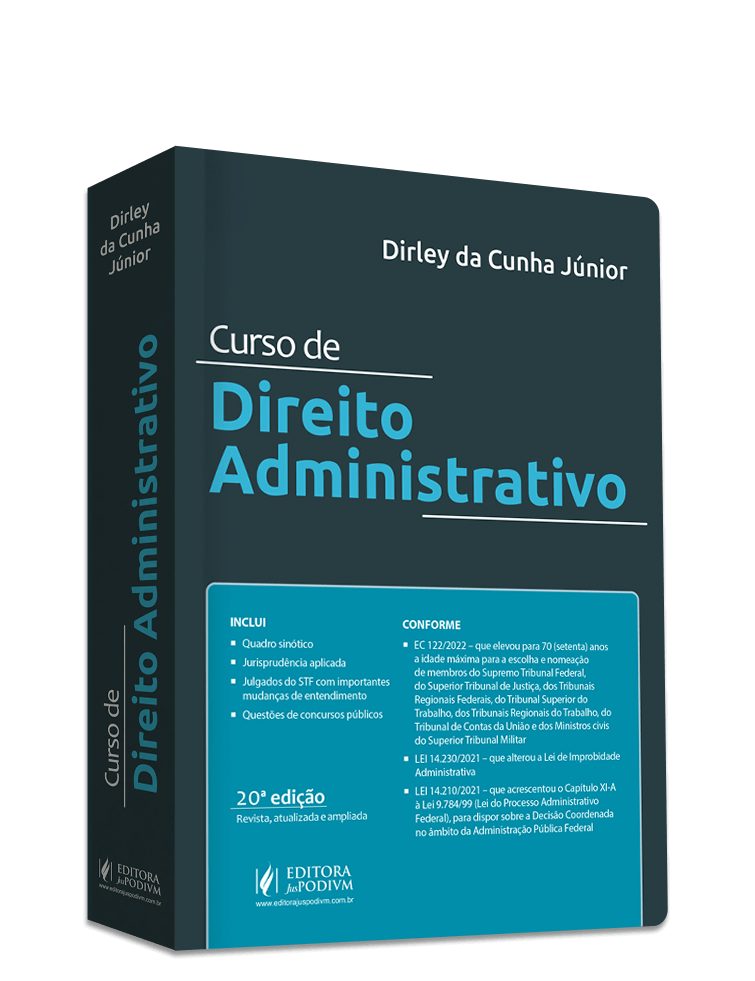 Dirley
da Cunha
Júnior
Curso de
Direito Administrativo
EDITORA
jusPODIVM
www.editorajuspodivm.com.br
Dirley da Cunha Júnior
Curso de
Direito
Administrativo
INCLUI
▪ Quadro sinótico
▪ Jurisprudência aplicada
▪ Julgados do STF com importantes
mudanças de entendimento
▪ Questões de concursos públicos
20ª edição
Revista, atualizada e ampliada
EDITORA
jusPODIVM
www.editorajuspodivm.com.br
CONFORME
▪ EC 122/2022 – que elevou para 70 (setenta) anos
a idade máxima para a escolha e nomeação
de membros do Supremo Tribunal Federal,
do Superior Tribunal de Justiça, dos Tribunais
Regionais Federais, do Tribunal Superior do
Trabalho, dos Tribunais Regionais do Trabalho, do
Tribunal de Contas da União e dos Ministros civis
do Superior Tribunal Militar
▪ LEI 14.230/2021 – que alterou a Lei de Improbidade
Administrativa
▪ LEI 14.210/2021 – que acrescentou o Capítulo XI-A
à Lei 9.784/99 (Lei do Processo Administrativo
Federal), para dispor sobre a Decisão Coordenada
no âmbito da Administração Pública Federal